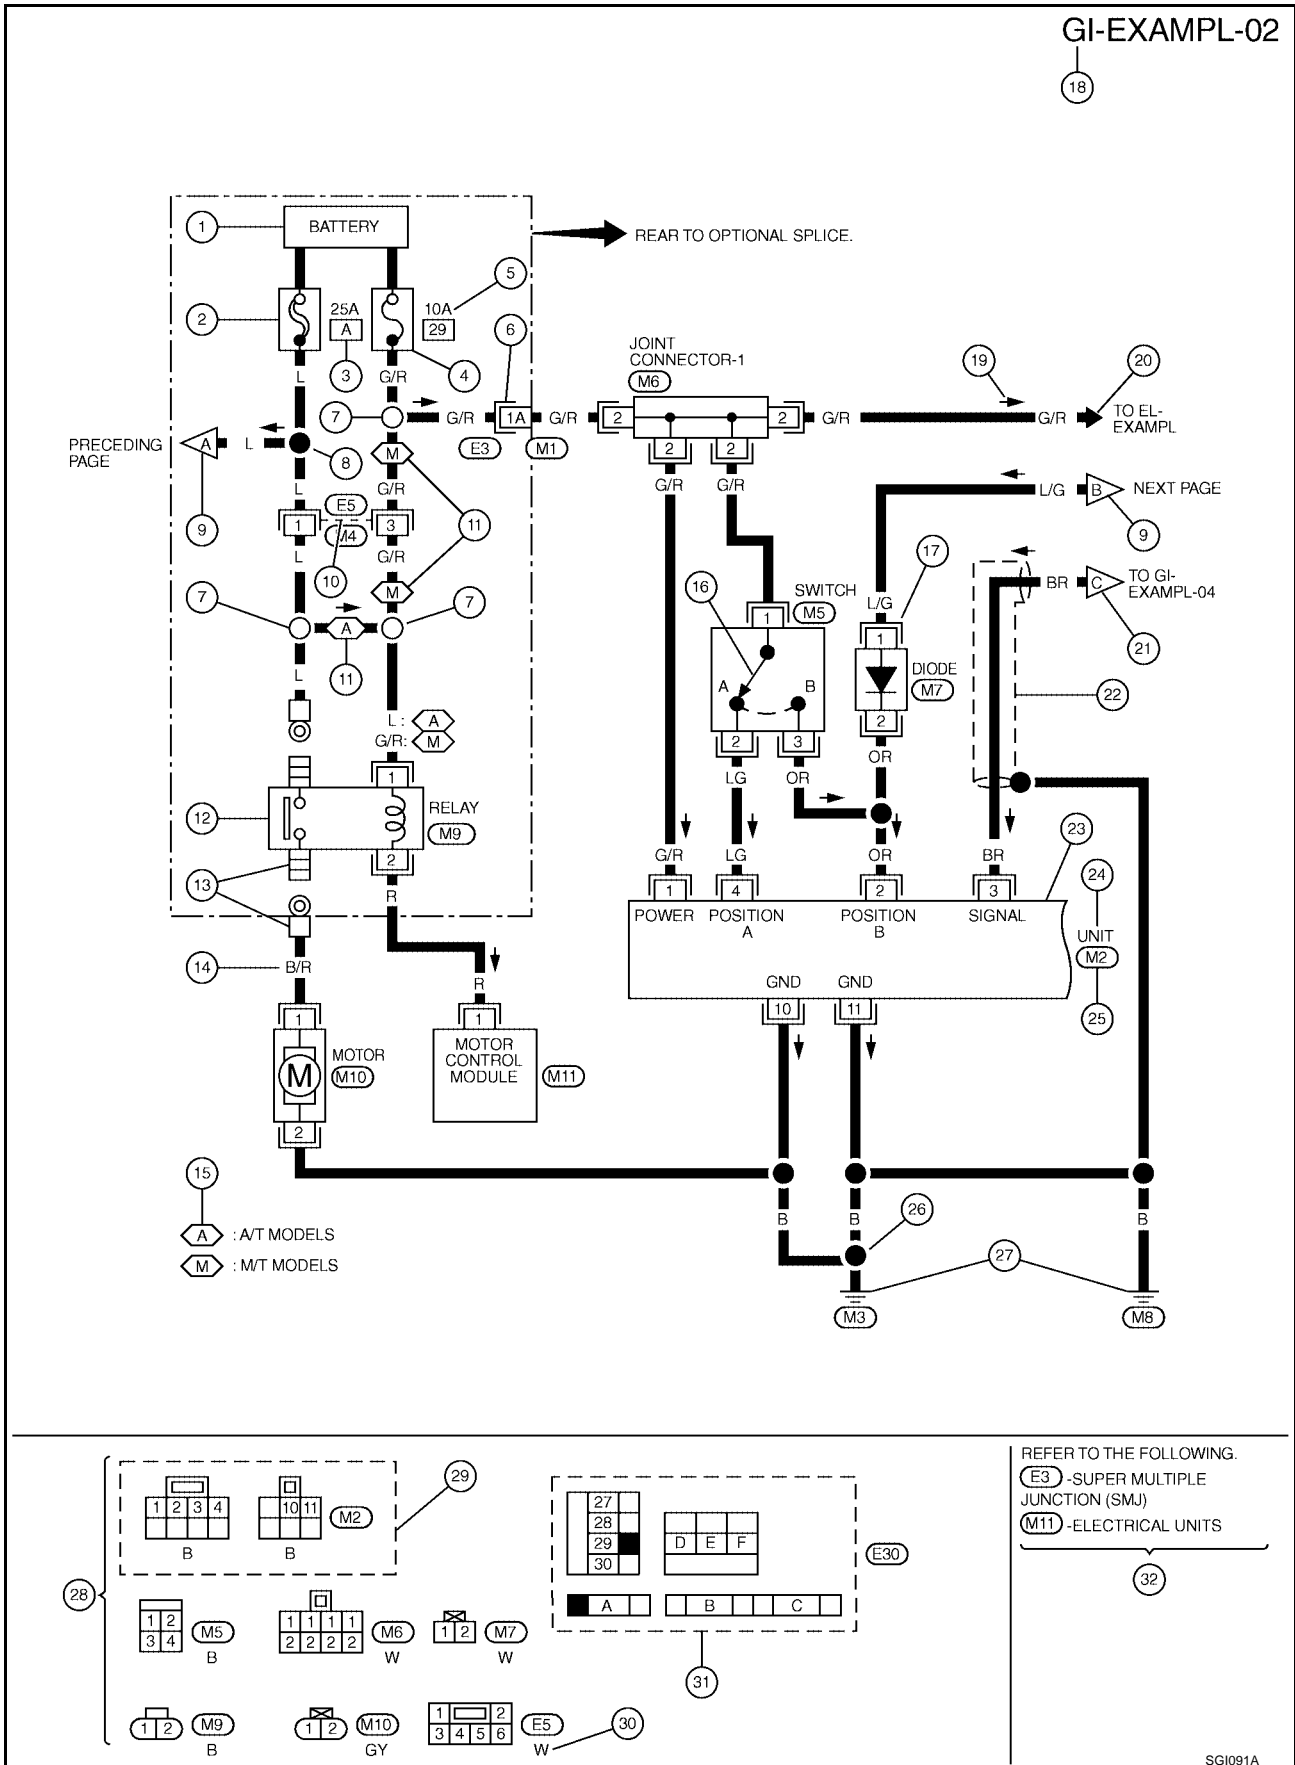 GI-EXAMPL-02
18
1
BATTERY
REAR TO OPTIONAL SPLICE.
5
2
25A
A
10A
29
6
3
4
L
G/R
JOINT
CONNECTOR-1
M6
19
20
7
G/R
1A
G/R
2
2
G/R
G/R
TO EL-
EXAMPL
PRECEDING
PAGE
A
L
8
M
E3
M1
2
2
L
G/R
G/R
G/R
L/G
B
NEXT PAGE
9
E5
1
3
M4
11
9
L
G/R
10
17
16
SWITCH
M5
BR
C
TO GI-
EXAMPL-04
7
M
7
1
L/G
1
A
21
L
11
A
B
DIODE
M7
22
L :
A
G/R:
M
2
3
2
1
LG
OR
OR
12
RELAY
M9
2
23
G/R
LG
OR
BR
13
R
1
4
2
3
24
POWER
POSITION
A
POSITION
B
SIGNAL
UNIT
M2
14
B/R
R
GND
GND
10
11
25
1
1
M
MOTOR
M10
MOTOR
CONTROL
MODULE
M11
2
15
A
: A/T MODELS
M
: M/T MODELS
B
B
B
26
27
M3
M8
28
29
1 2 3 4
10 11
M2
B
B
27
28
29
30
D E F
E30
A
B
C
31
1 2
3 4
M5
B
1 1 1 1
2 2 2 2
M6
W
1 2
M7
W
1 2
M9
B
1 2
M10
GY
1 2
3 4 5 6
E5
W
30
REFER TO THE FOLLOWING.
E3 -SUPER MULTIPLE
JUNCTION (SMJ)
M11 -ELECTRICAL UNITS
32
SGI091A